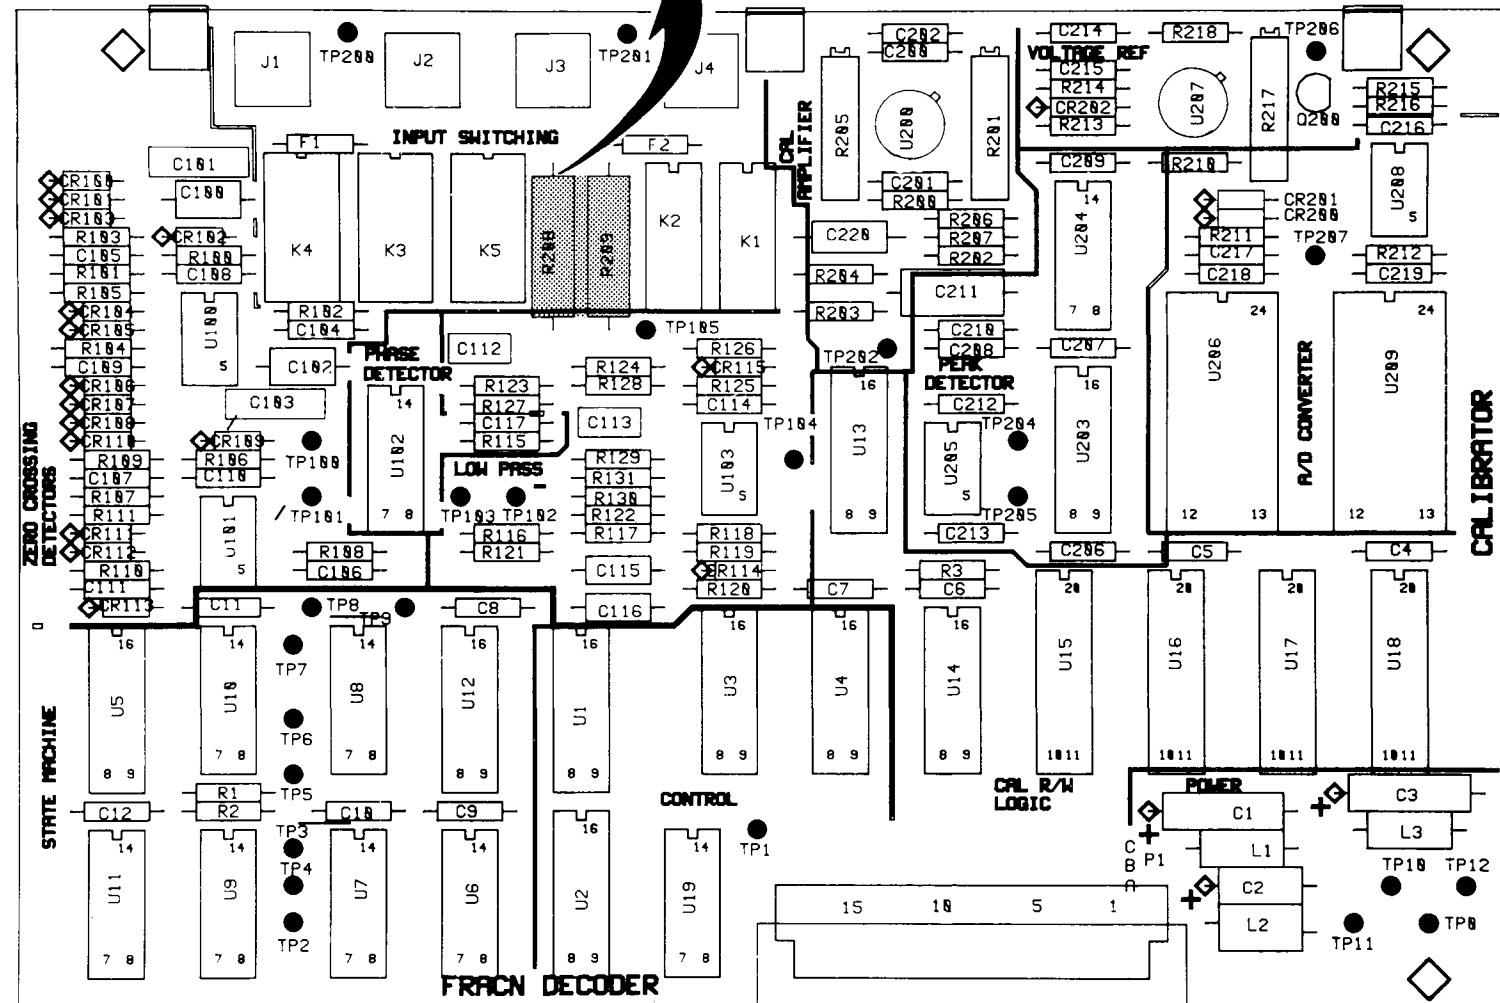 C202
C200
C214
R218
TP206
TP200
TP201
J1
J2
J3
J4
VOLTAGE REF
C215
R214
CR202
R213
U207
R217
Q200
R215
R216
C216
INPUT SWITCHING
F1
F2
CAL
AMPLIFIER
R205
U200
R201
C209
R210
C101
C100
CR100
CR101
CR103
R103
C105
R101
R105
CR104
CR105
R104
C109
CR106
CR107
CR108
CR110
CR102
R100
C108
K4
K3
K5
R208
R209
K2
K1
C201
R200
R206
R207
R202
C220
R204
R203
C211
C210
C208
U204
14
7 8
CR201
CR200
R211
C217
C218
TP207
U208
5
R212
C219
R102
C104
U100
5
C102
C103
PHASE
DETECTOR
C112
TP105
R126
CR115
R125
C114
R124
R128
R123
R127
C117
R115
C113
TP202
PEAK
DETECTOR
C212
C207
U206
24
12 13
A/D CONVERTER
U209
24
12 13
CALIBRATOR
ZERO CROSSING
DETECTORS
CR109
R106
C110
R109
C107
R107
R111
CR111
CR112
R110
C111
CR113
U101
5
TP100
TP101
U102
14
7 8
LOW PASS
TP103
TP102
R116
R121
R129
R131
R130
R122
R117
U103
5
TP104
U13
16
8 9
U205
5
TP204
TP205
C213
U203
16
8 9
C206
C5
C4
R108
C106
C115
C116
R118
R119
CR114
R120
C7
R3
C6
C11
TP8
TP9
C8
U5
16
8 9
U10
14
7 8
TP7
TP6
TP5
U8
14
7 8
U12
16
8 9
U1
16
8 9
U3
16
8 9
U4
16
8 9
U14
16
8 9
U15
20
10 11
U16
20
10 11
U17
20
10 11
U18
20
10 11
STATE MACHINE
R1
R2
C12
TP3
C10
C9
CONTROL
CAL R/W
LOGIC
POWER
C1
C3
L3
L1
C2
L2
P1
C
B
A
TP10
TP12
TP11
TP0
U11
14
7 8
U9
14
7 8
TP4
TP2
U7
14
7 8
U6
14
7 8
U2
16
8 9
U19
14
7 8
TP1
15 10 5 1
FRACN DECODER